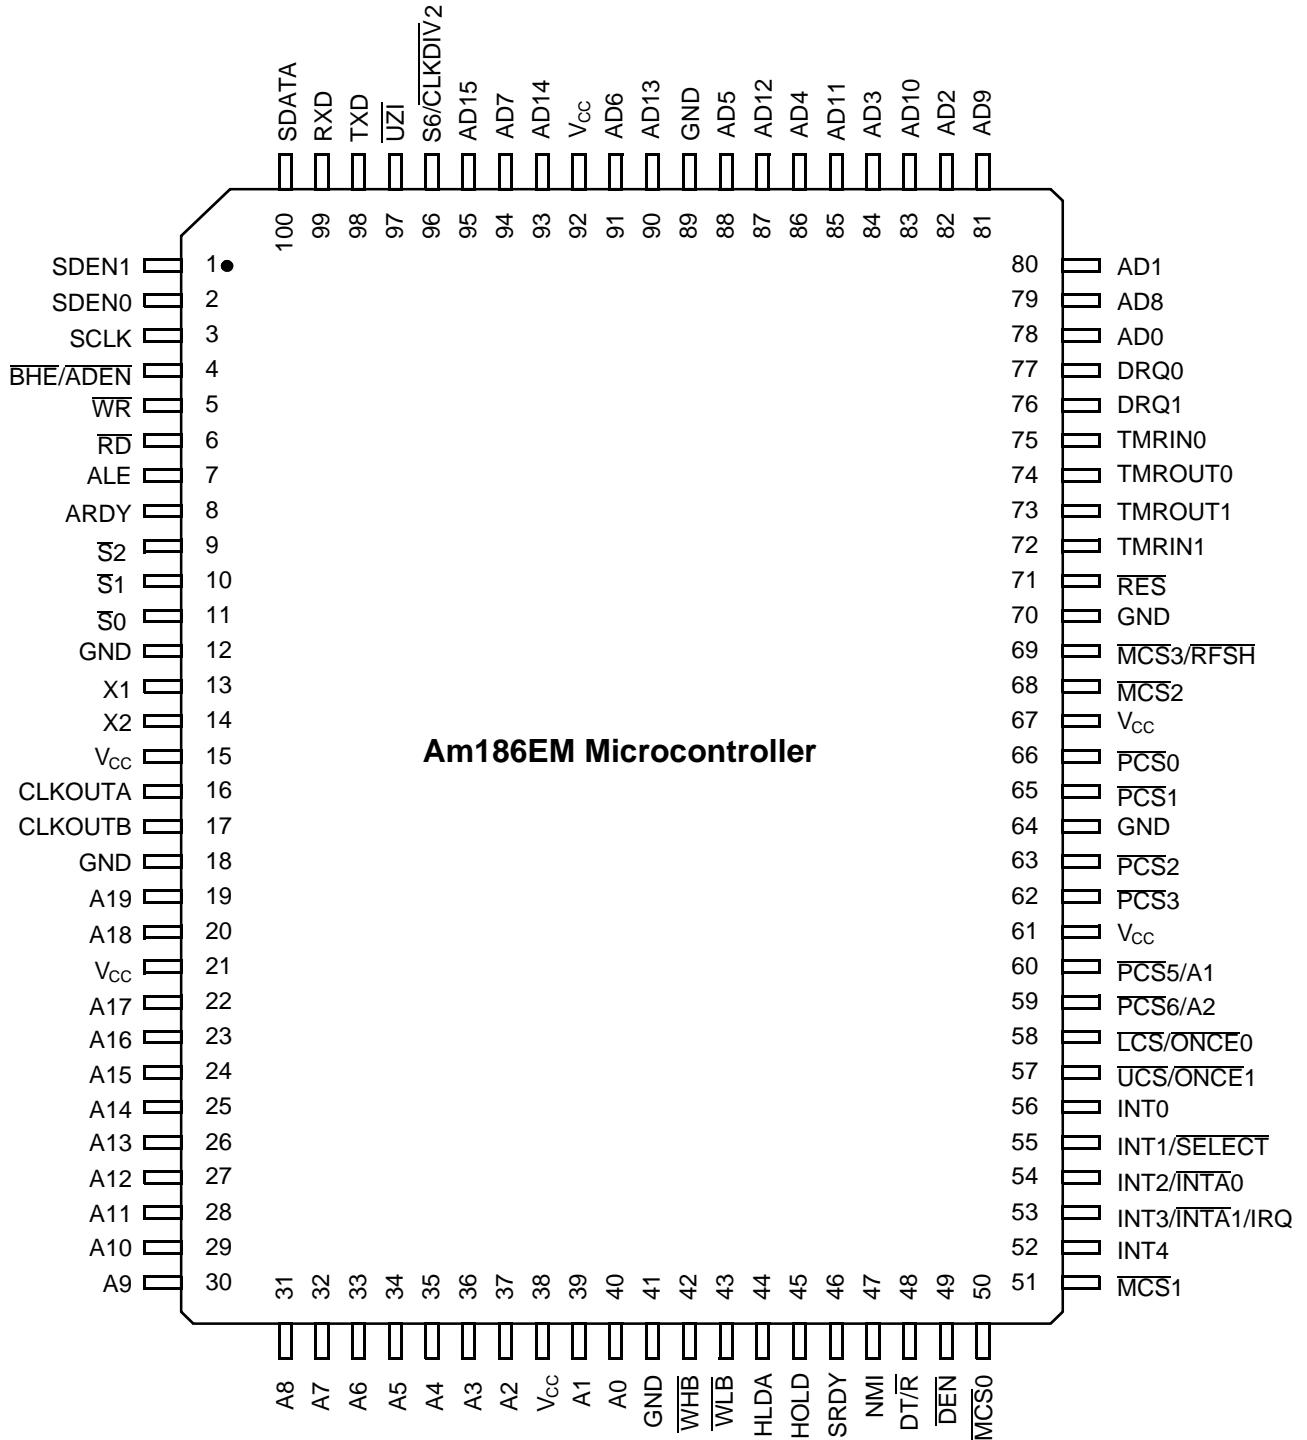 SDATA
RXD
TXD
UZI
S6/CLKDIV2
AD15
AD7
AD14
VCC
AD6
AD13
GND
AD5
AD12
AD4
AD11
AD3
AD10
AD2
AD9
100
99
98
97
96
95
94
93
92
91
90
89
88
87
86
85
84
83
82
81
SDEN1 1 80 AD1
SDEN0 2 79 AD8
SCLK 3 78 AD0
BHE/ADEN 4 77 DRQ0
WR 5 76 DRQ1
RD 6 75 TMRIN0
ALE 7 74 TMROUT0
ARDY 8 73 TMROUT1
S2 9 72 TMRIN1
S1 10 71 RES
S0 11 70 GND
GND 12 69 MCS3/RFSH
X1 13 68 MCS2
X2 14 67 VCC
Am186EM Microcontroller
VCC 15 66 PCS0
CLKOUTA 16 65 PCS1
CLKOUTB 17 64 GND
GND 18 63 PCS2
A19 19 62 PCS3
A18 20 61 VCC
VCC 21 60 PCS5/A1
A17 22 59 PCS6/A2
A16 23 58 LCS/ONCE0
A15 24 57 UCS/ONCE1
A14 25 56 INT0
A13 26 55 INT1/SELECT
A12 27 54 INT2/INTA0
A11 28 53 INT3/INTA1/IRQ
A10 29 52 INT4
A9 30 51 MCS1
31
32
33
34
35
36
37
38
39
40
41
42
43
44
45
46
47
48
49
50
A8
A7
A6
A5
A4
A3
A2
VCC
A1
A0
GND
WHB
WLB
HLDA
HOLD
SRDY
NMI
DT/R
DEN
MCS0